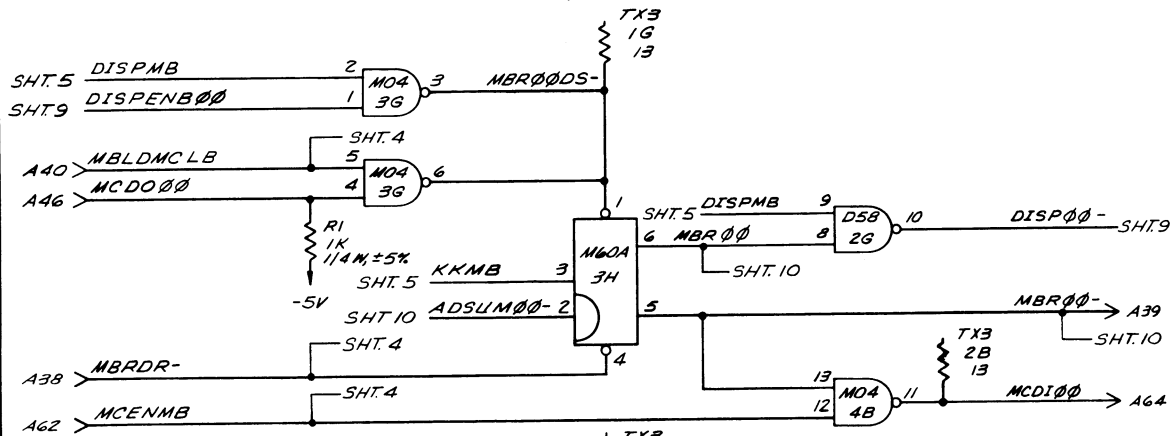 TX3
1G
13
SHT. 5 DISPMB 2 M04 3 MBRØØDS-
SHT. 9 DISPENBØØ 1 3G
SHT. 4
A40 MBLDMCLB 5 M04 6
A46 MCDOØØ 4 3G
R1
1K
1/4 W, ±5%
-5V
1
SHT. 5 DISPMB 9 D58 10 DISPØØ- SHT. 9
6 MBRØØ 8 2G
SHT. 10
M60A
3H
SHT. 5 KKMB 3
SHT 10 ADSUMØØ- 2
5 MBRØØ- A39
SHT. 10
4
SHT. 4
A38 MBRDR-
TX3
2B
13
SHT. 4
13 M04 11 MCDIØØ A64
A62 MCENMB 12 4B